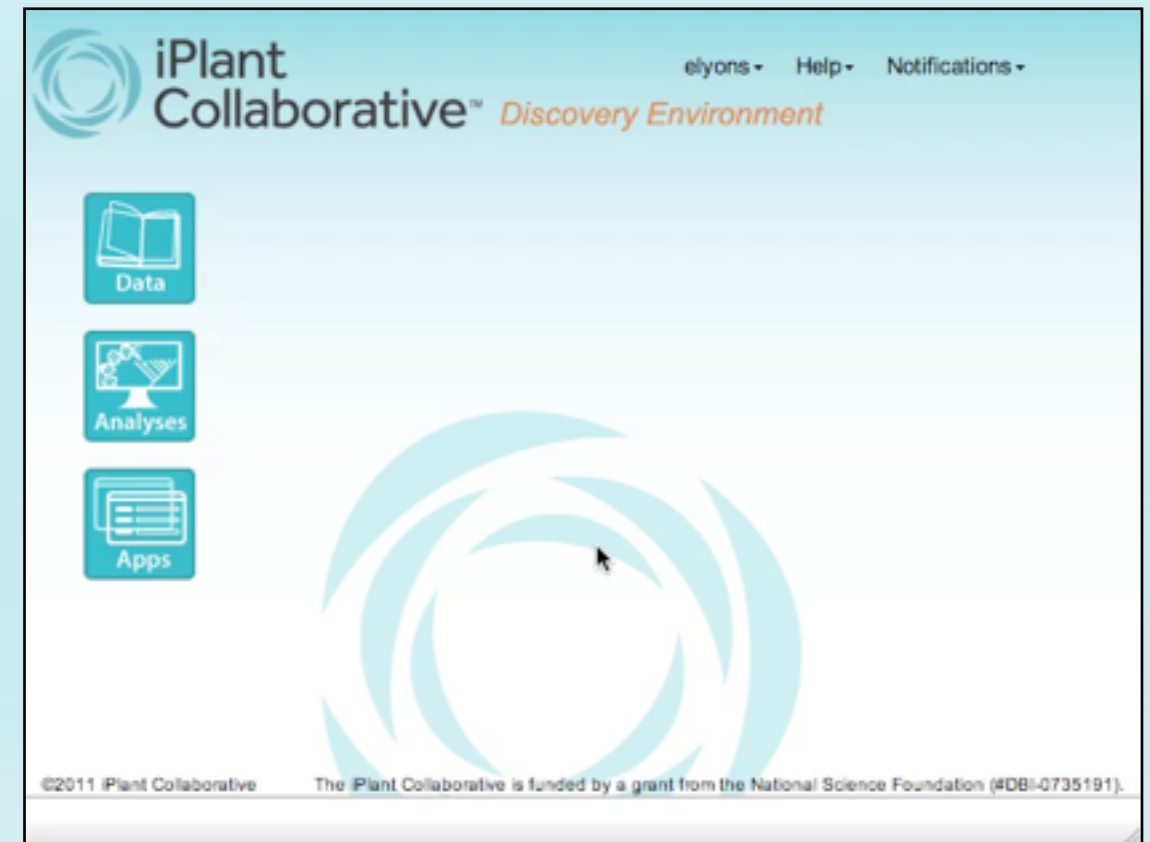 iPlant
Collaborative™ Discovery Environment
elyons Help Notifications
Data
Analyses
Apps
©2011 iPlant Collaborative The iPlant Collaborative is funded by a grant from the National Science Foundation (#DBI-0735191).